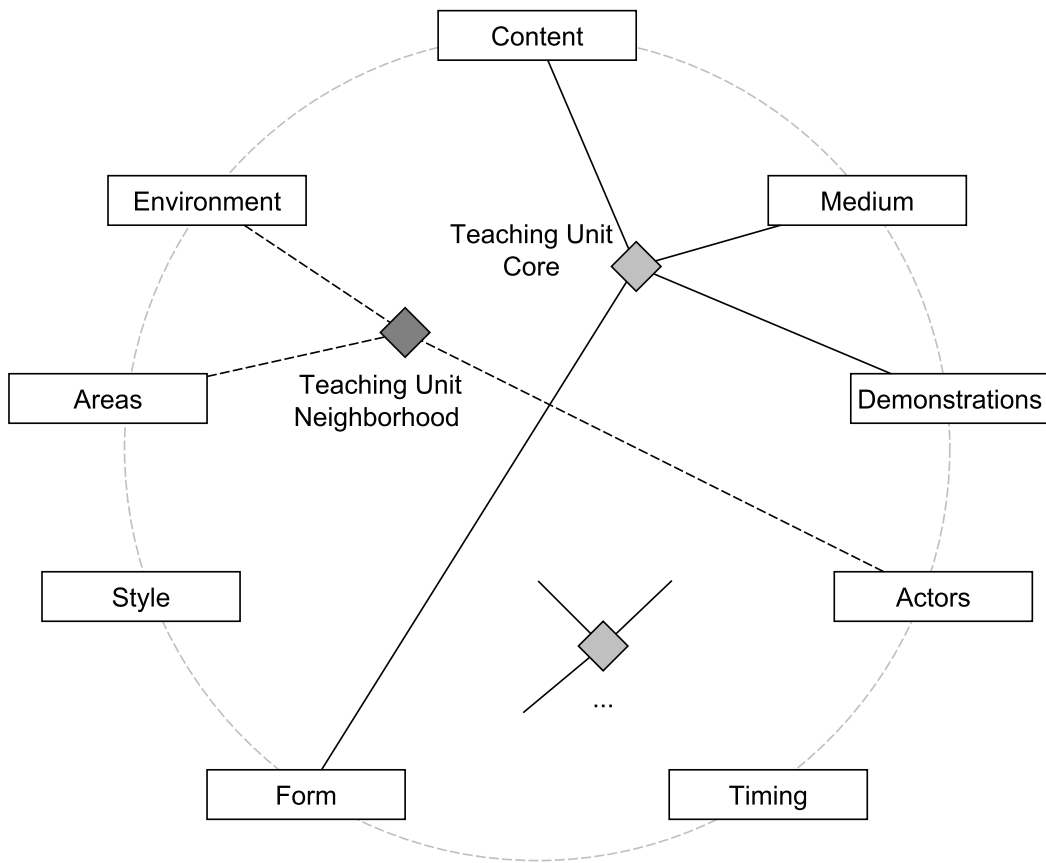 Content
Environment
Medium
Teaching Unit
Core
Teaching Unit
Neighborhood
Areas
Demonstrations
Style
Actors
...
Form
Timing